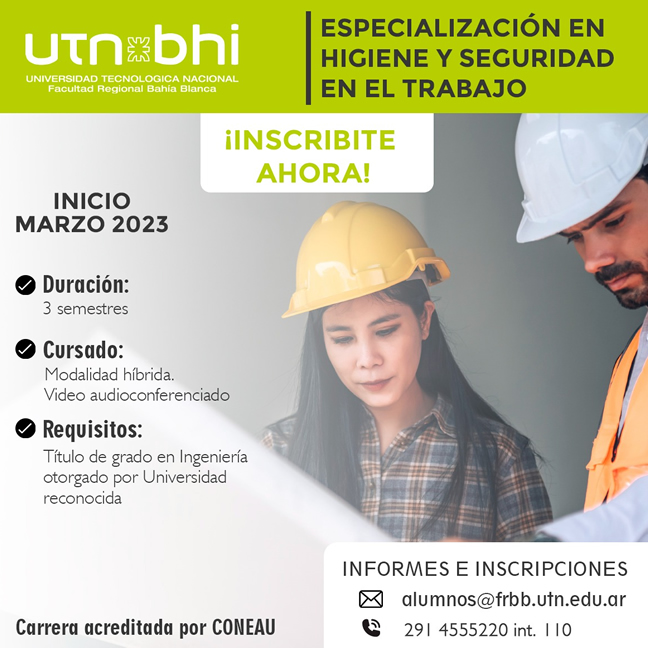 utn bhi
UNIVERSIDAD TECNOLOGICA NACIONAL
Facultad Regional Bahía Blanca
ESPECIALIZACIÓN EN
HIGIENE Y SEGURIDAD
EN EL TRABAJO
¡INSCRIBITE
AHORA!
INICIO
MARZO 2023
Duración:
3 semestres
Cursado:
Modalidad híbrida.
Video audioconferenciado
Requisitos:
Título de grado en Ingeniería
otorgado por Universidad
reconocida
Carrera acreditada por CONEAU
INFORMES E INSCRIPCIONES
alumnos@frbb.utn.edu.ar
291 4555220 int. 110